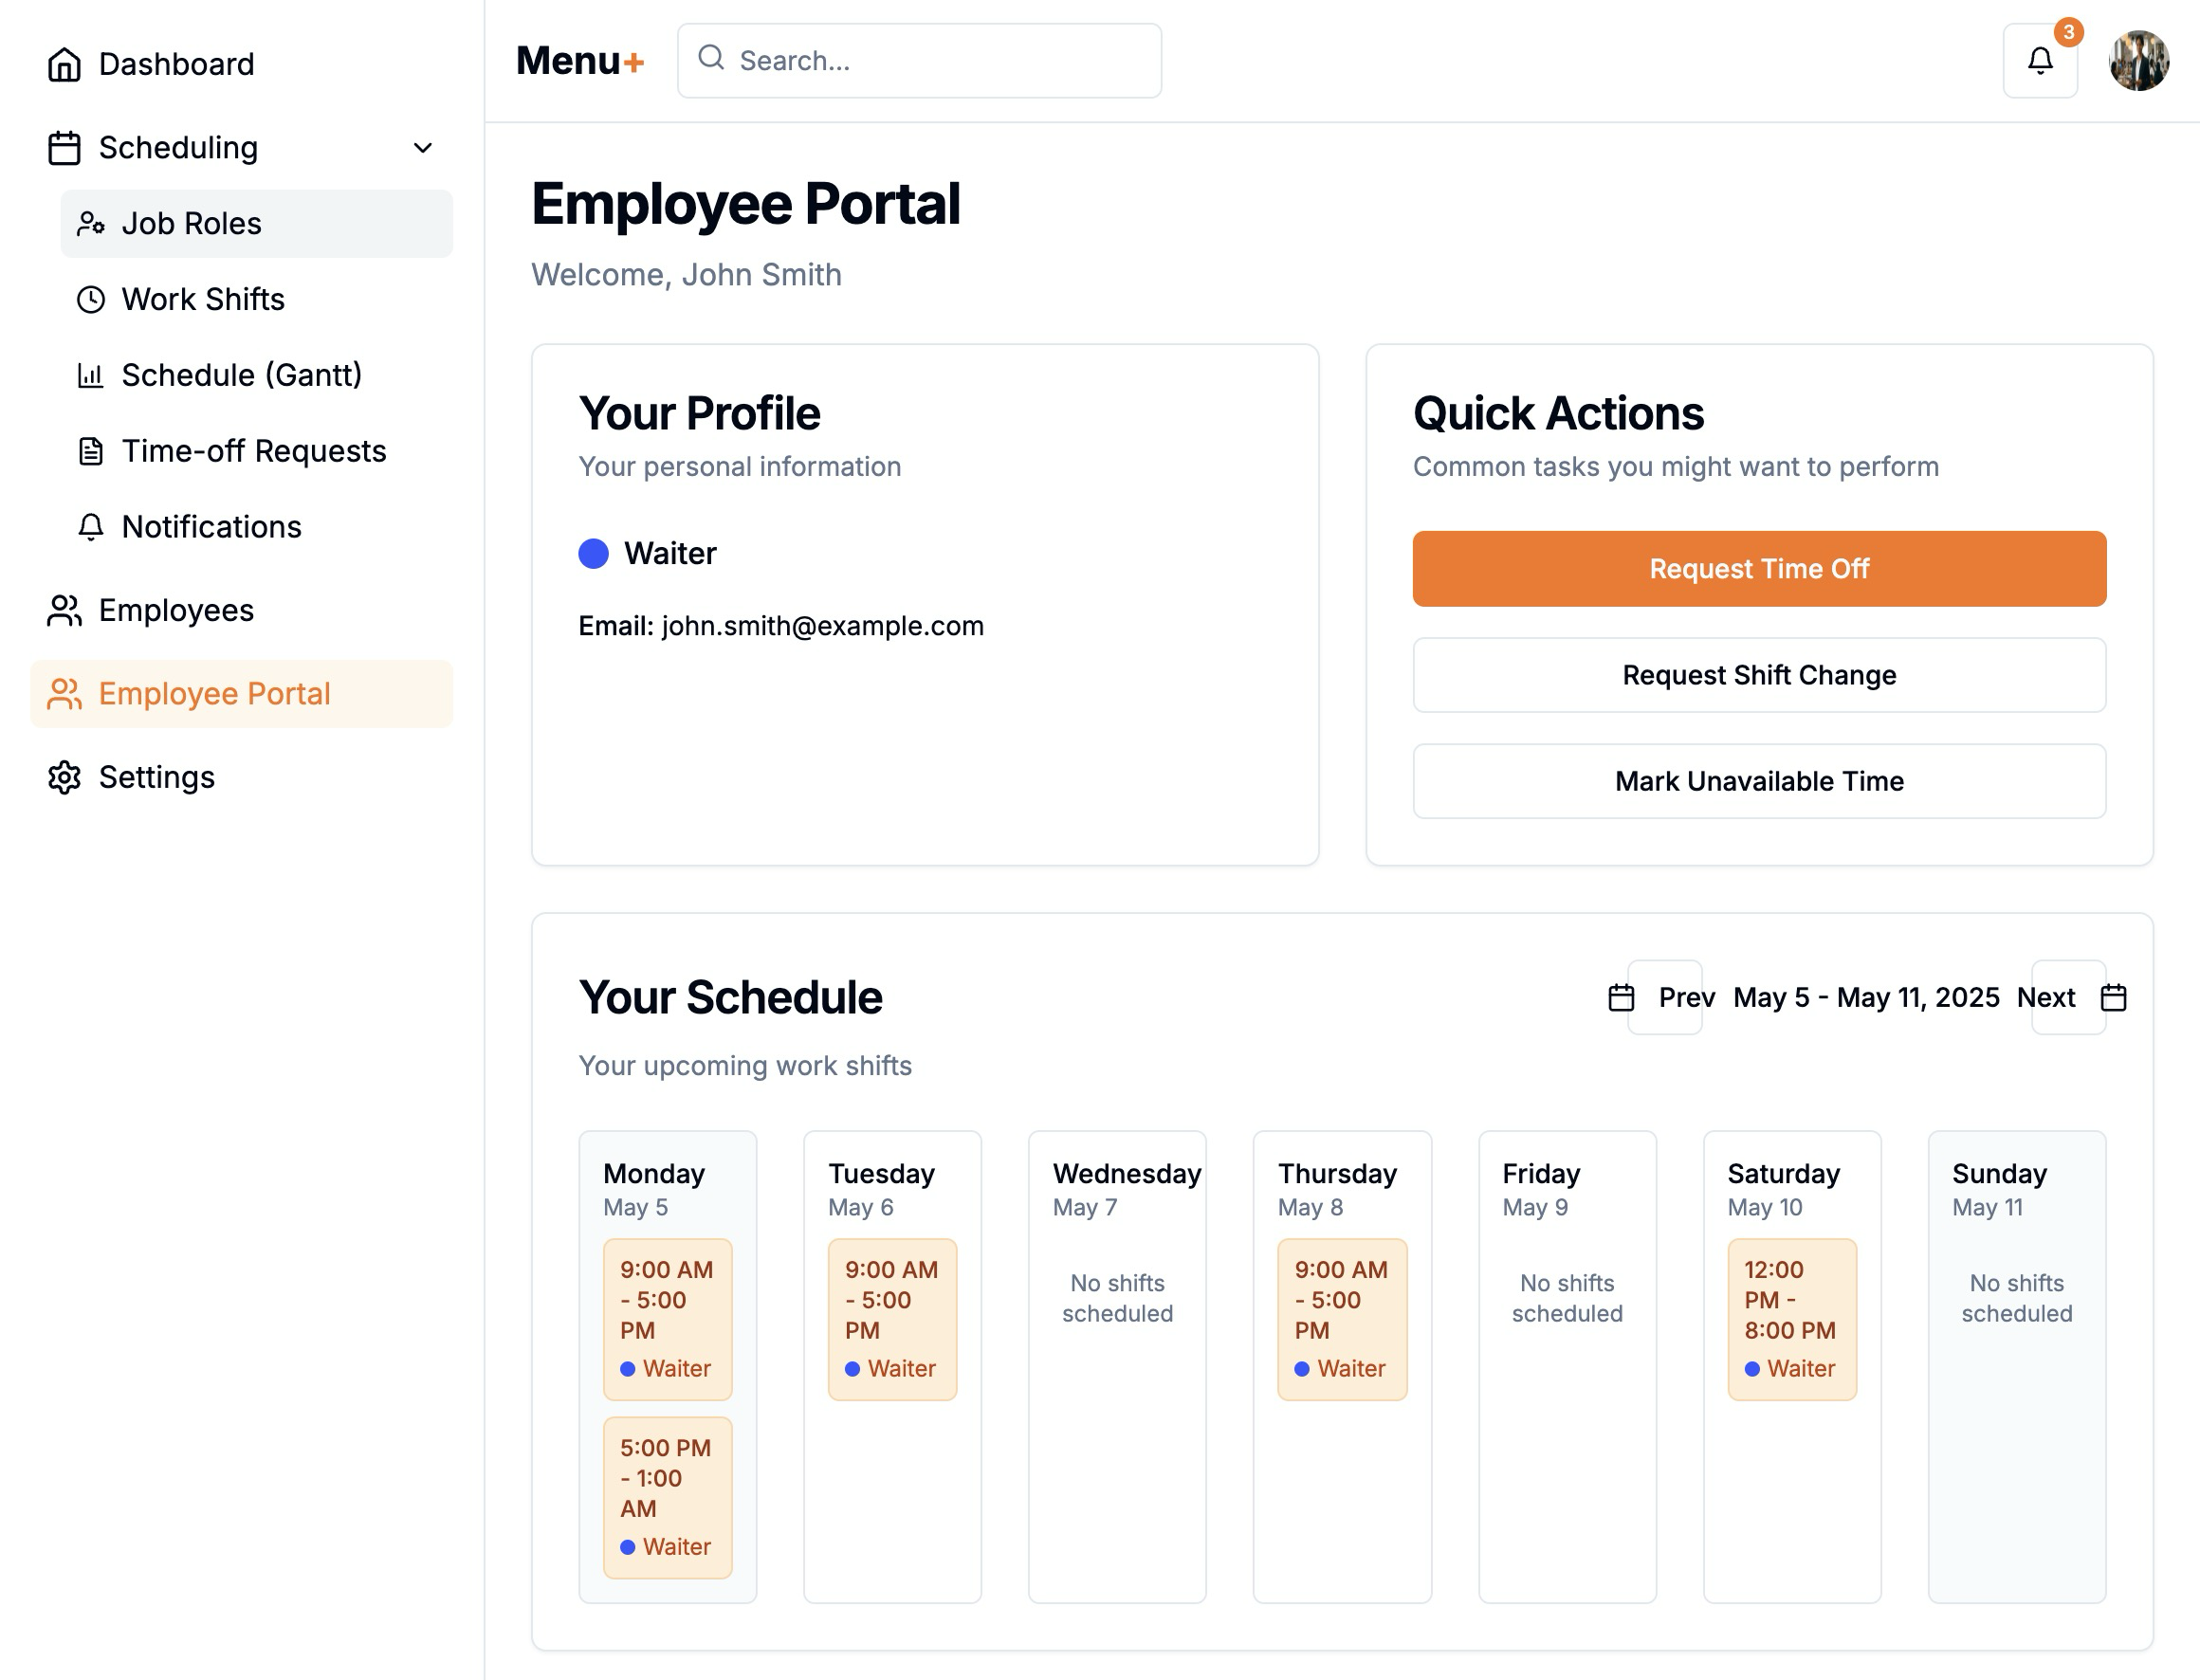 Dashboard
Scheduling
Job Roles
Work Shifts
Schedule (Gantt)
Time-off Requests
Notifications
Employees
Employee Portal
Settings
Menu+
Search...
3
Employee Portal
Welcome, John Smith
Your Profile
Your personal information
Waiter
Email: john.smith@example.com
Quick Actions
Common tasks you might want to perform
Request Time Off
Request Shift Change
Mark Unavailable Time
Your Schedule
Prev May 5 - May 11, 2025 Next
Your upcoming work shifts
Monday
May 5
9:00 AM
- 5:00
PM
Waiter
5:00 PM
- 1:00
AM
Waiter
Tuesday
May 6
9:00 AM
- 5:00
PM
Waiter
Wednesday
May 7
No shifts
scheduled
Thursday
May 8
9:00 AM
- 5:00
PM
Waiter
Friday
May 9
No shifts
scheduled
Saturday
May 10
12:00
PM -
8:00 PM
Waiter
Sunday
May 11
No shifts
scheduled